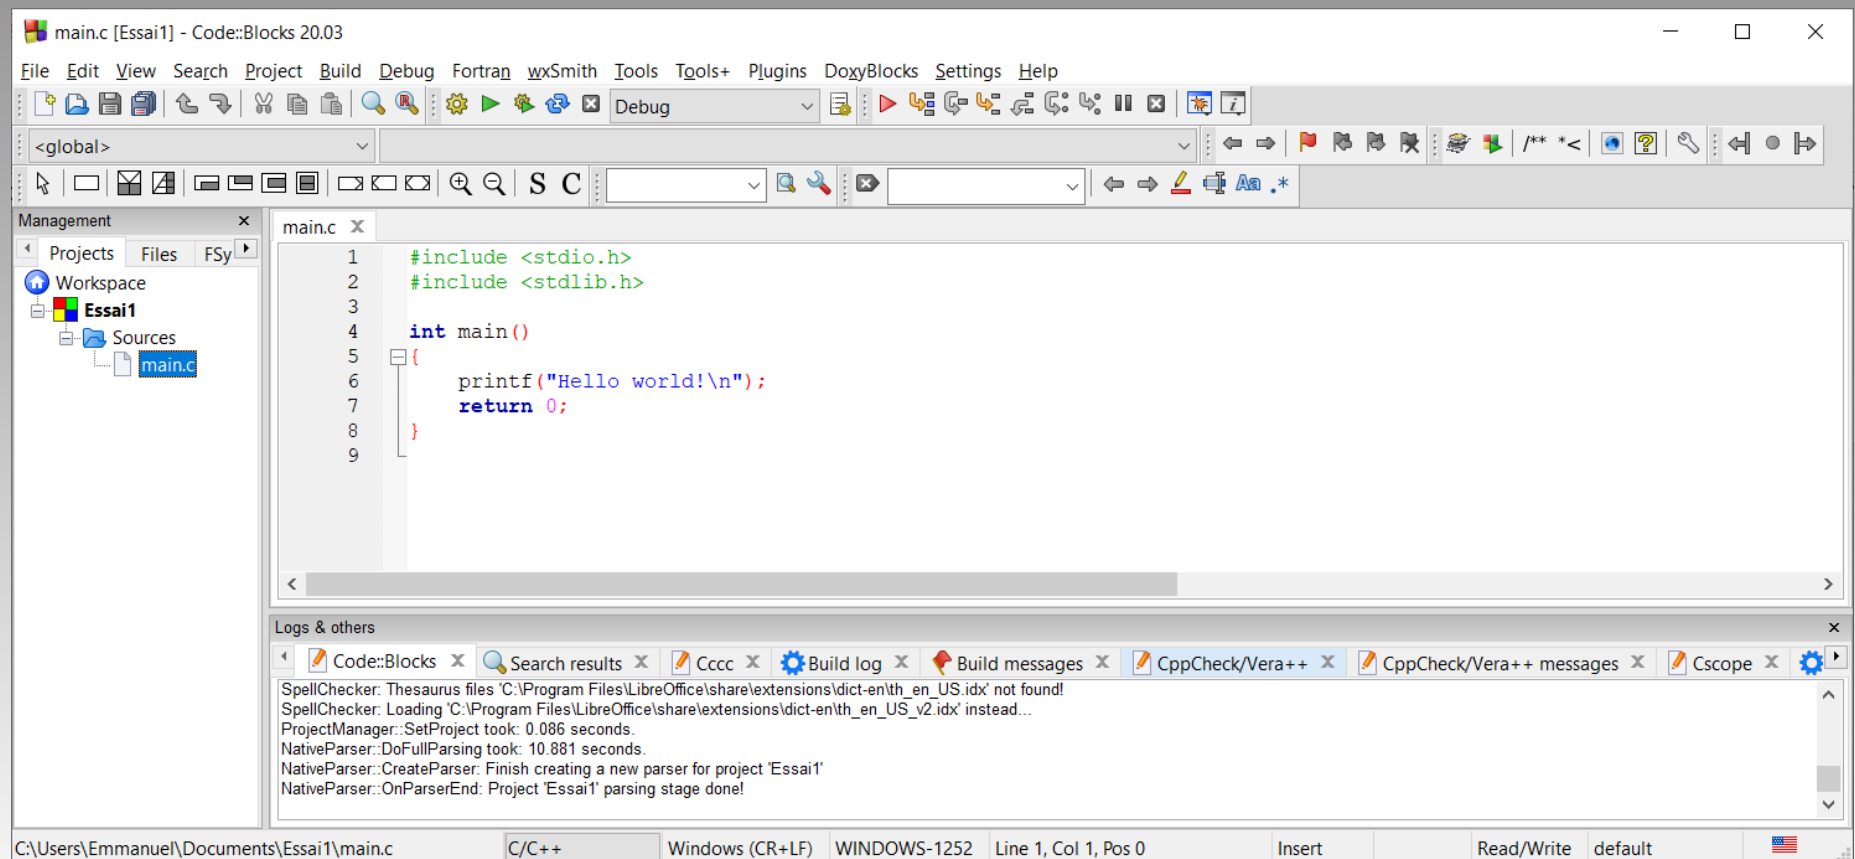 main.c [Essai1] - Code::Blocks 20.03
File Edit View Search Project Build Debug Fortran wxSmith Tools Tools+ Plugins DoxyBlocks Settings Help
Debug
<global>
/** *<
S C
Aa .*
Management
Projects Files FSy
Workspace
Essai1
Sources
main.c
main.c
1 #include <stdio.h>
2 #include <stdlib.h>
3
4 int main()
5 {
6 printf("Hello world!\n");
7 return 0;
8 }
9
Logs & others
Code::Blocks Search results Cccc Build log Build messages CppCheck/Vera++ CppCheck/Vera++ messages Cscope
SpellChecker: Thesaurus files 'C:\Program Files\LibreOffice\share\extensions\dict-en\th_en_US.idx' not found!
SpellChecker: Loading 'C:\Program Files\LibreOffice\share\extensions\dict-en\th_en_US_v2.idx' instead...
ProjectManager::SetProject took: 0.086 seconds.
NativeParser::DoFullParsing took: 10.881 seconds.
NativeParser::CreateParser: Finish creating a new parser for project 'Essai1'
NativeParser::OnParserEnd: Project 'Essai1' parsing stage done!
C:\Users\Emmanuel\Documents\Essai1\main.c C/C++ Windows (CR+LF) WINDOWS-1252 Line 1, Col 1, Pos 0 Insert Read/Write default